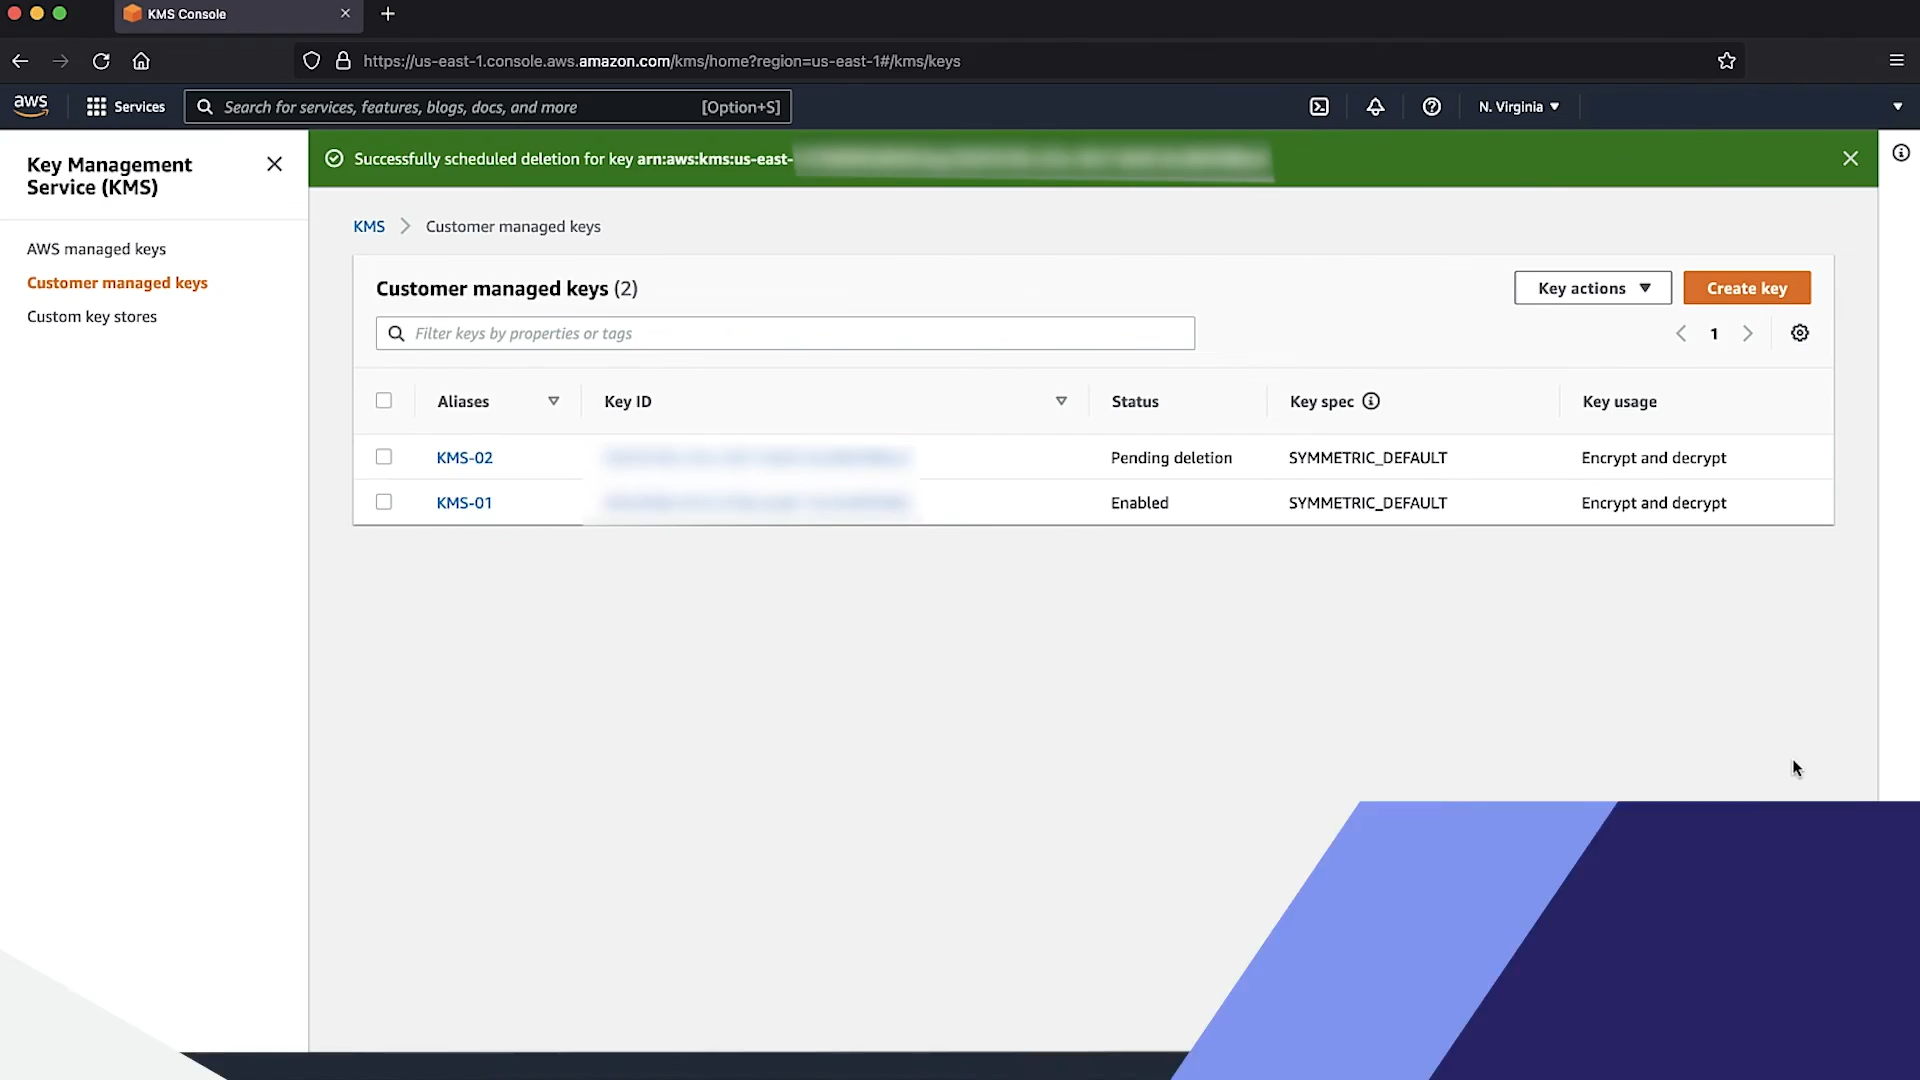 KMS Console
https://us-east-1.console.aws.amazon.com/kms/home?region=us-east-1#/kms/keys
aws
Services
Search for services, features, blogs, docs, and more
[Option+S]
N. Virginia
Key Management
Service (KMS)
Successfully scheduled deletion for key arn:aws:kms:us-east-
AWS managed keys
Customer managed keys
Custom key stores
KMS
Customer managed keys
Customer managed keys (2)
Key actions
Create key
Filter keys by properties or tags
1
Aliases
Key ID
Status
Key spec
Key usage
KMS-02
Pending deletion
SYMMETRIC_DEFAULT
Encrypt and decrypt
KMS-01
Enabled
SYMMETRIC_DEFAULT
Encrypt and decrypt